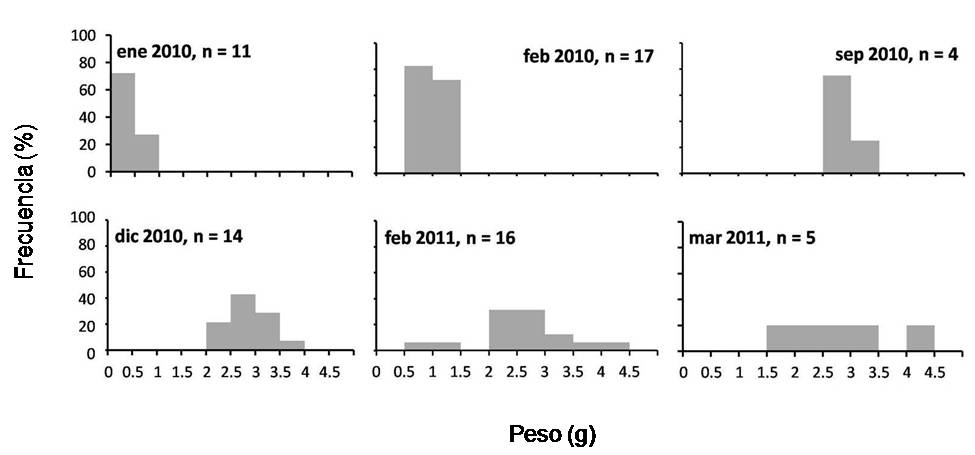 100
80
60
40
20
0
ene 2010, n = 11
feb 2010, n = 17
sep 2010, n = 4
Frecuencia (%)
100
80
60
40
20
0
dic 2010, n = 14
feb 2011, n = 16
mar 2011, n = 5
0 0.5 1 1.5 2 2.5 3 3.5 4 4.5
0 0.5 1 1.5 2 2.5 3 3.5 4 4.5
0 0.5 1 1.5 2 2.5 3 3.5 4 4.5
Peso (g)